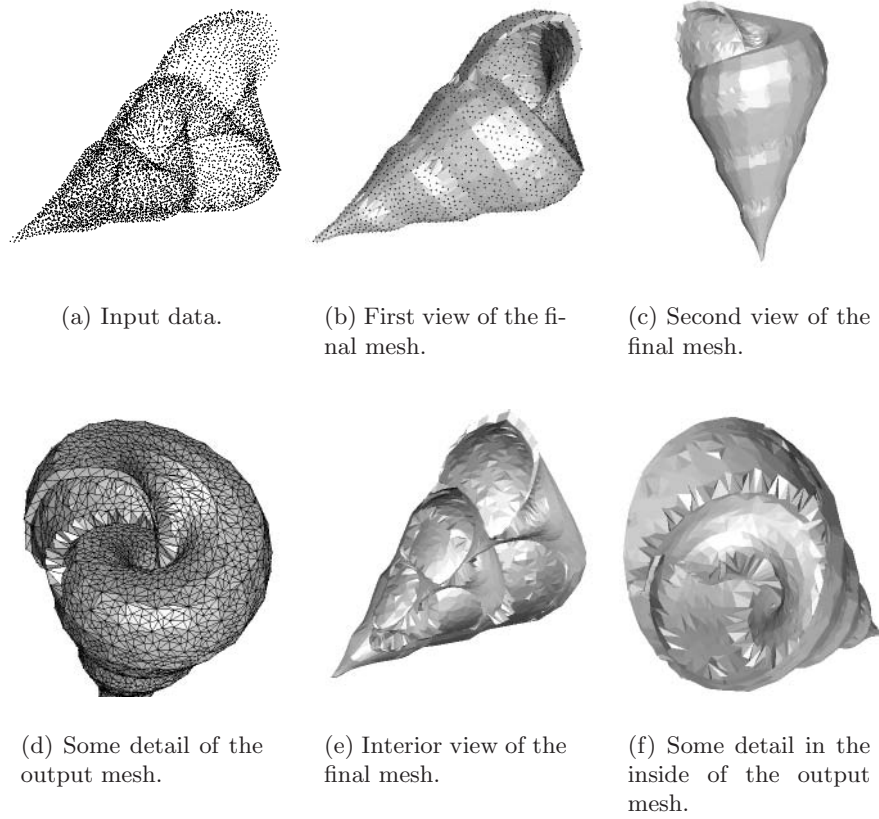 (a) Input data.
(b) First view of the fi-
nal mesh.
(c) Second view of the
final mesh.
(d) Some detail of the
output mesh.
(e) Interior view of the
final mesh.
(f) Some detail in the
inside of the output
mesh.